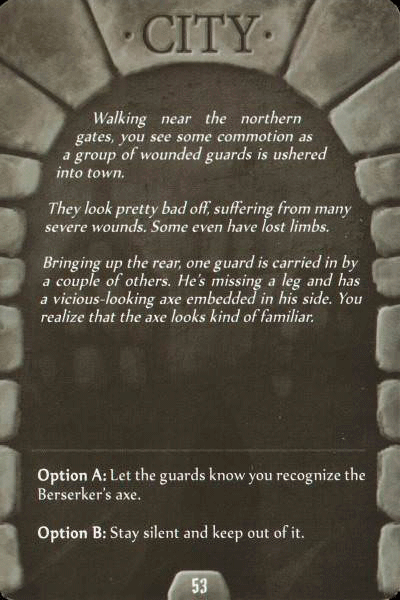 · CITY ·
Walking near the northern
gates, you see some commotion as
a group of wounded guards is ushered
into town.
They look pretty bad off, suffering from many
severe wounds. Some even have lost limbs.
Bringing up the rear, one guard is carried in by
a couple of others. He's missing a leg and has
a vicious-looking axe embedded in his side. You
realize that the axe looks kind of familiar.
Option A: Let the guards know you recognize the
Berserker's axe.
Option B: Stay silent and keep out of it.
53